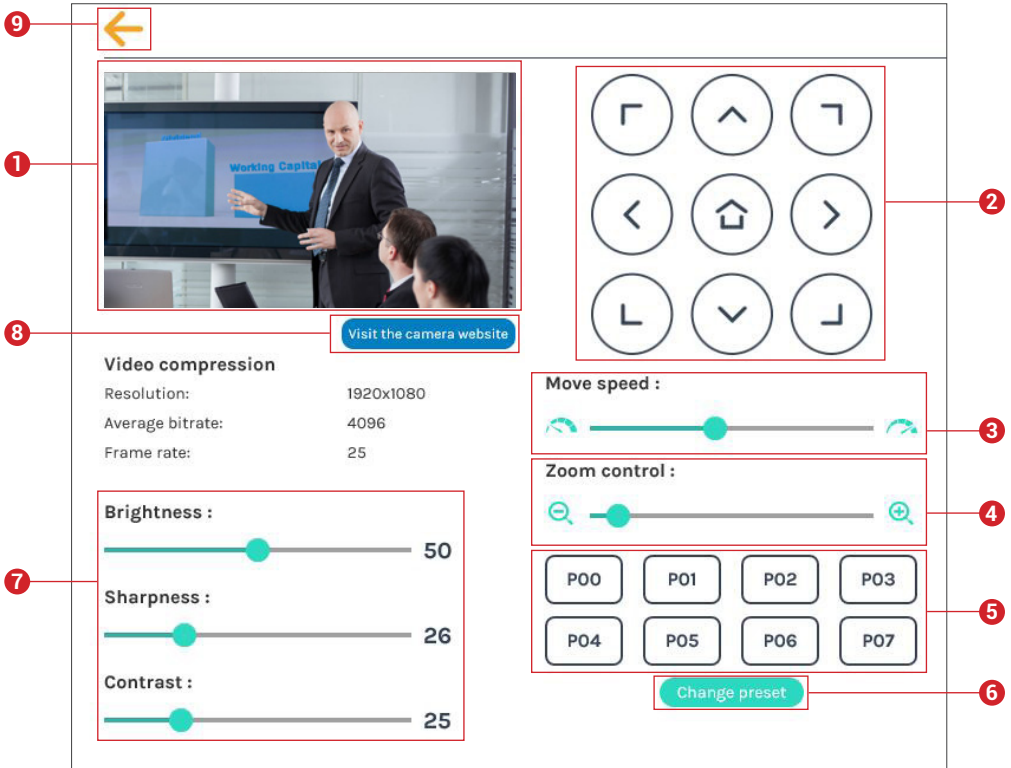 9
1
Working Capital
2
8
Visit the camera website
Video compression
Resolution: 1920x1080
Average bitrate: 4096
Frame rate: 25
Move speed :
3
Zoom control :
4
7
Brightness :
50
Sharpness :
26
Contrast :
25
P00 P01 P02 P03
P04 P05 P06 P07
5
Change preset
6